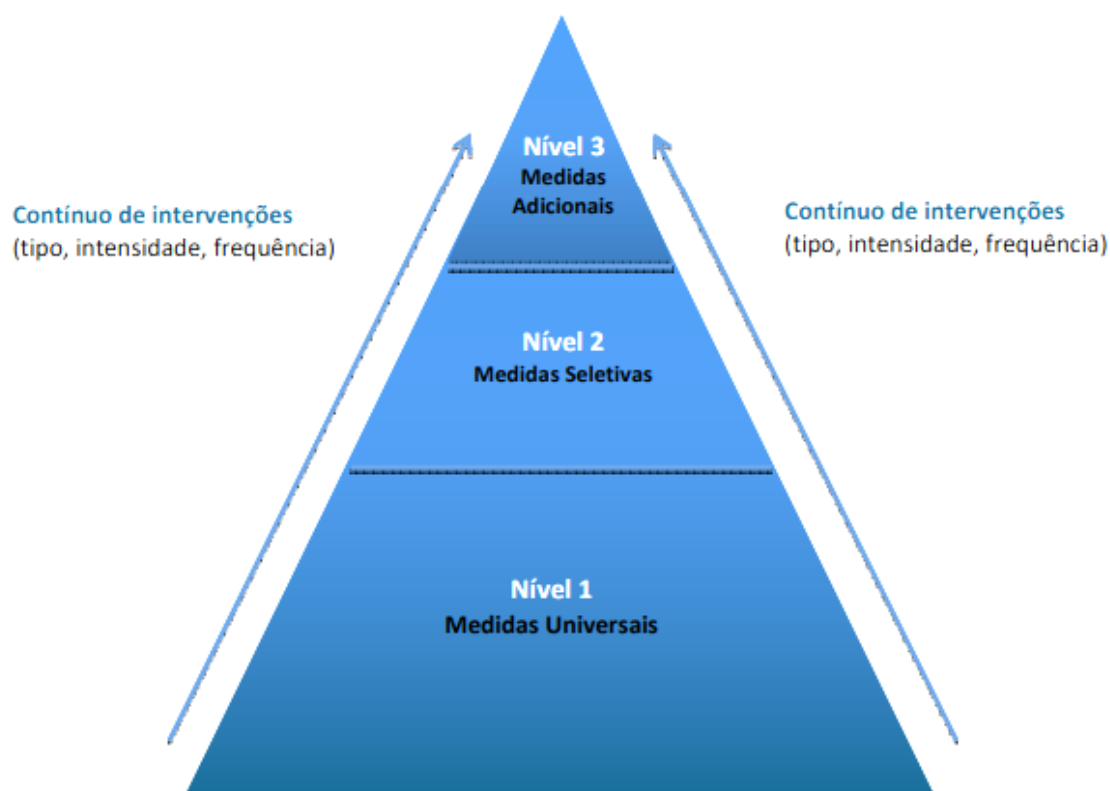 Nível 3
Medidas
Adicionais
Contínuo de intervenções
(tipo, intensidade, frequência)
Contínuo de intervenções
(tipo, intensidade, frequência)
Nível 2
Medidas Seletivas
Nível 1
Medidas Universais